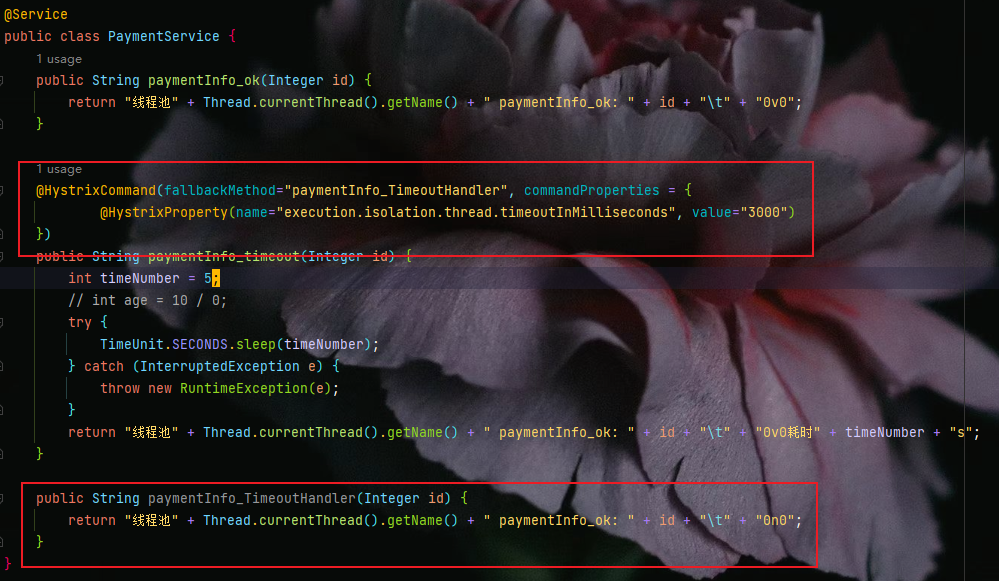 @Service
public class PaymentService {
1 usage
public String paymentInfo_ok(Integer id) {
return "线程池" + Thread.currentThread().getName() + " paymentInfo_ok: " + id + "\t" + "0v0";
}
1 usage
@HystrixCommand(fallbackMethod="paymentInfo_TimeoutHandler", commandProperties = {
@HystrixProperty(name="execution.isolation.thread.timeoutInMilliseconds", value="3000")
})
public String paymentInfo_timeout(Integer id) {
int timeNumber = 5;
// int age = 10 / 0;
try {
TimeUnit.SECONDS.sleep(timeNumber);
} catch (InterruptedException e) {
throw new RuntimeException(e);
}
return "线程池" + Thread.currentThread().getName() + " paymentInfo_ok: " + id + "\t" + "0v0耗时" + timeNumber + "s";
}
public String paymentInfo_TimeoutHandler(Integer id) {
return "线程池" + Thread.currentThread().getName() + " paymentInfo_ok: " + id + "\t" + "0n0";
}
}